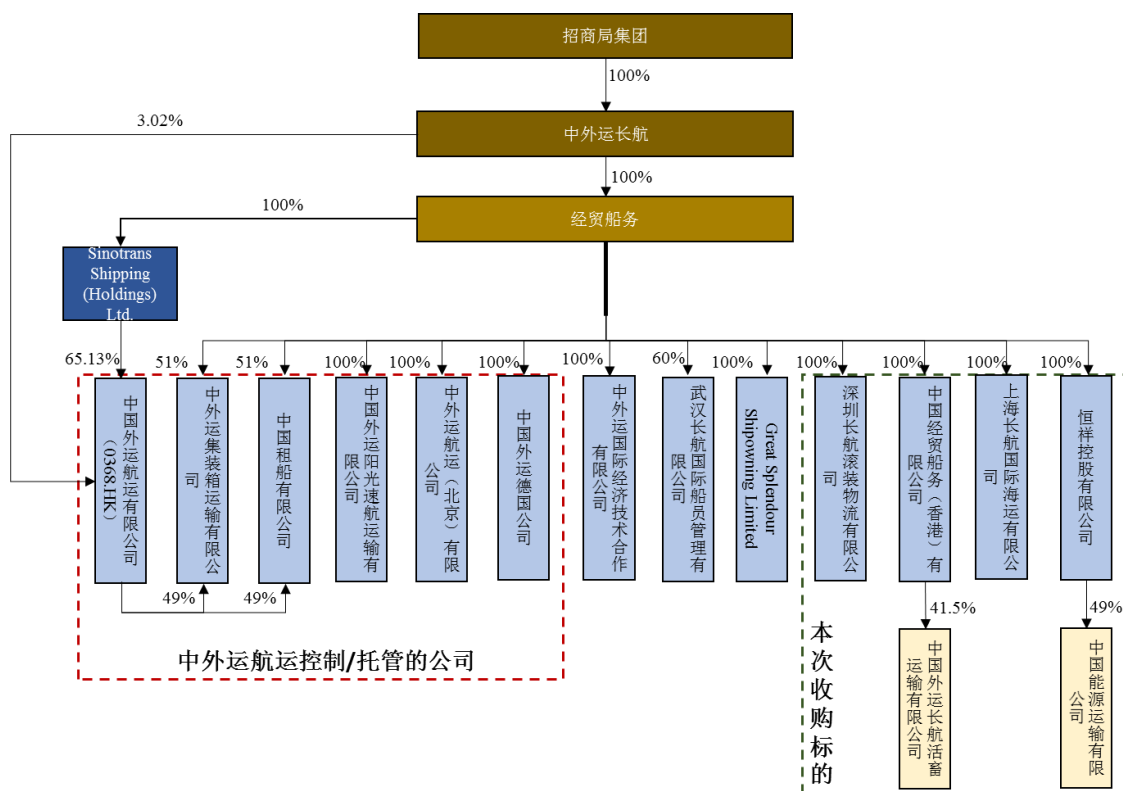 招商局集团
100%
3.02%
中外运长航
100%
100%
经贸船务
Sinotrans
Shipping
(Holdings)
Ltd.
65.13%
51%
51%
100%
100%
100%
100%
60%
100%
100%
100%
100%
100%
中国外运航运有限公司
（0368.HK）
中外运集装箱运输有限公
司
中国租船有限公司
中国外运阳光速航运输有
限公司
中外运航运（北京）有限
公司
中国外运德国公司
中外运国际经济技术合作
有限公司
武汉长航国际船员管理有
限公司
Great Splendour
Shipowning Limited
深圳长航滚装物流有限公
司
中国经贸船务（香港）有
限公司
上海长航国际海运有限公
司
恒祥控股有限公司
49%
49%
41.5%
49%
中外运航运控制/托管的公司
本次收购标的
中国外运长航活畜
运输有限公司
中国能源运输有限
公司